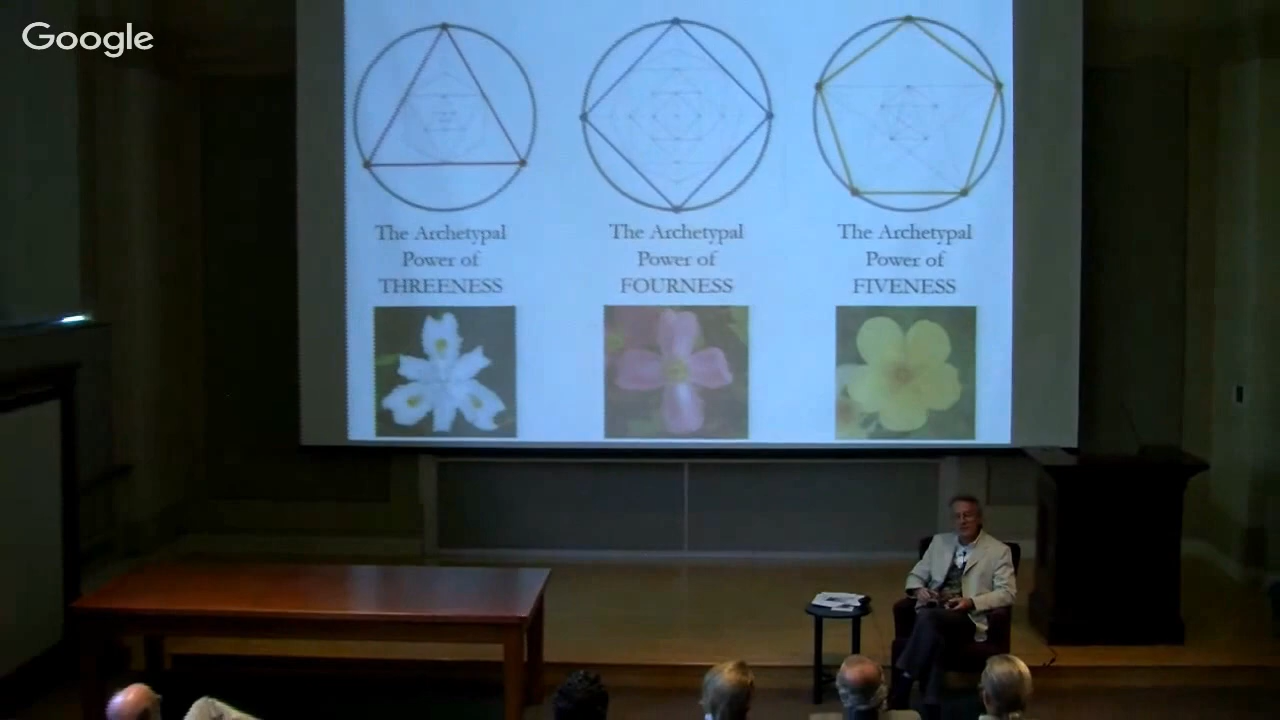 Google
The Archetypal
Power of
THREENESS
The Archetypal
Power of
FOURNESS
The Archetypal
Power of
FIVENESS